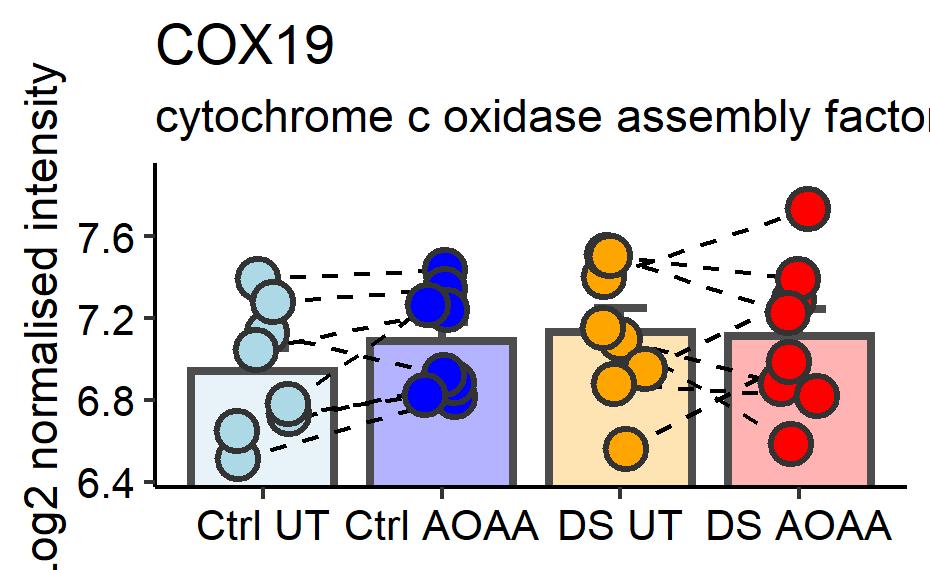 COX19
cytochrome c oxidase assembly factor
Log2 normalised intensity
7.6
7.2
6.8
6.4
Ctrl UT Ctrl AOAA DS UT DS AOAA